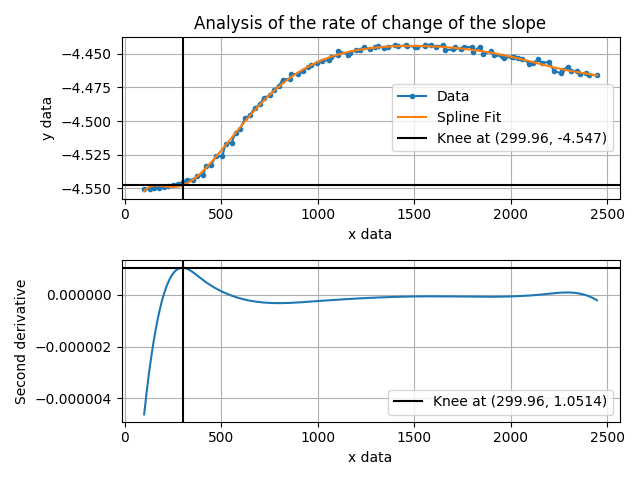 Analysis of the rate of change of the slope
−4.450
−4.475
−4.500
−4.525
−4.550
y data
Data
Spline Fit
Knee at (299.96, -4.547)
0
500
1000
1500
2000
2500
x data
0.000000
−0.000002
−0.000004
Second derivative
Knee at (299.96, 1.0514)
0
500
1000
1500
2000
2500
x data